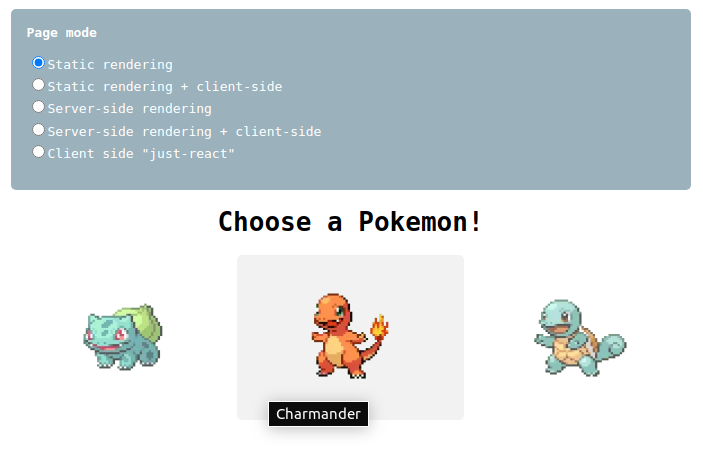 Page mode
Static rendering
Static rendering + client-side
Server-side rendering
Server-side rendering + client-side
Client side "just-react"
Choose a Pokemon!
Charmander